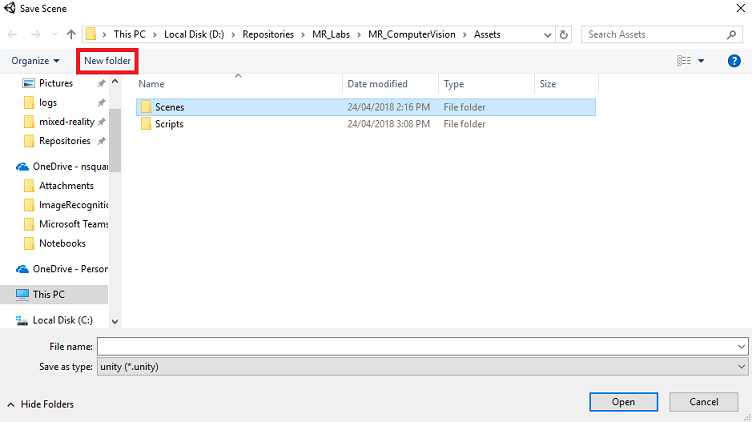 Save Scene
This PC > Local Disk (D:) > Repositories > MR_Labs > MR_ComputerVision > Assets
Search Assets
Organize New folder
Name Date modified Type Size
Pictures
logs
mixed-reality
Repositories
OneDrive - nsquar
Attachments
ImageRecognitic
Microsoft Teams
Notebooks
OneDrive - Person
This PC
Local Disk (C:)
Scenes 24/04/2018 2:16 PM File folder
Scripts 24/04/2018 3:08 PM File folder
File name:
Save as type: unity (*.unity)
Hide Folders Open Cancel